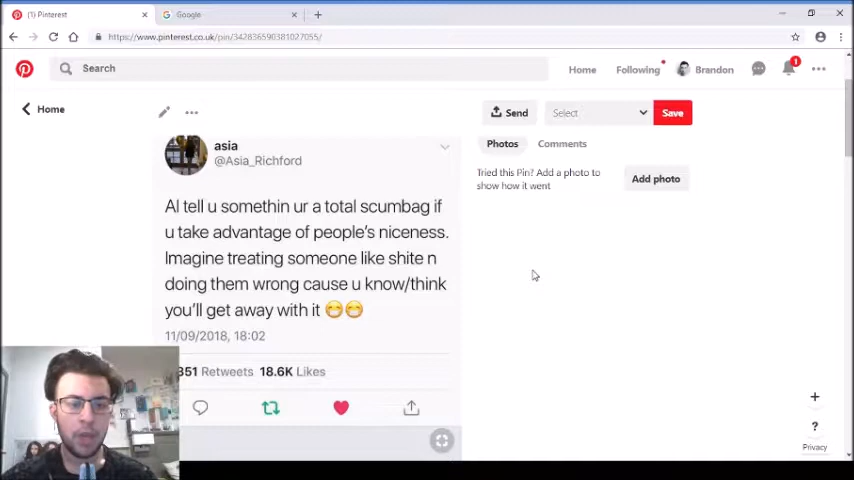 (1) Pinterest
Google
https://www.pinterest.co.uk/pin/342836590381027055/
Search
Home
Following
Brandon
1
Home
Send
Select
Save
asia
@Asia_Richford
Photos
Comments
Tried this Pin? Add a photo to
show how it went
Add photo
Al tell u somethin ur a total scumbag if
u take advantage of people's niceness.
Imagine treating someone like shite n
doing them wrong cause u know/think
you'll get away with it 😂😂
11/09/2018, 18:02
351 Retweets 18.6K Likes
?
Privacy